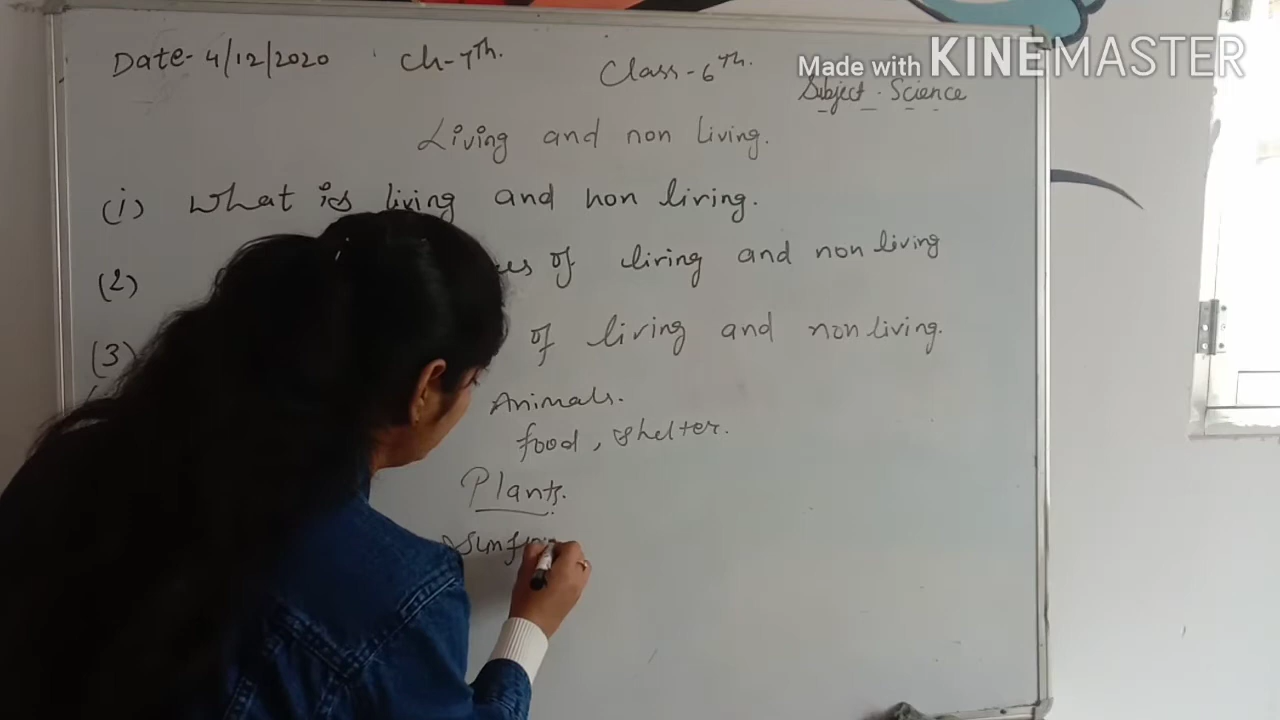 Made with KINEMASTER
Date- 4/12/2020 Ch-7Th. Class-6Th.
Subject. Science
Living and non Living.
(i) What is living and non living.
(2) of living and non living
(3) of living and non living.
Animals.
food, shelter.
Plants.